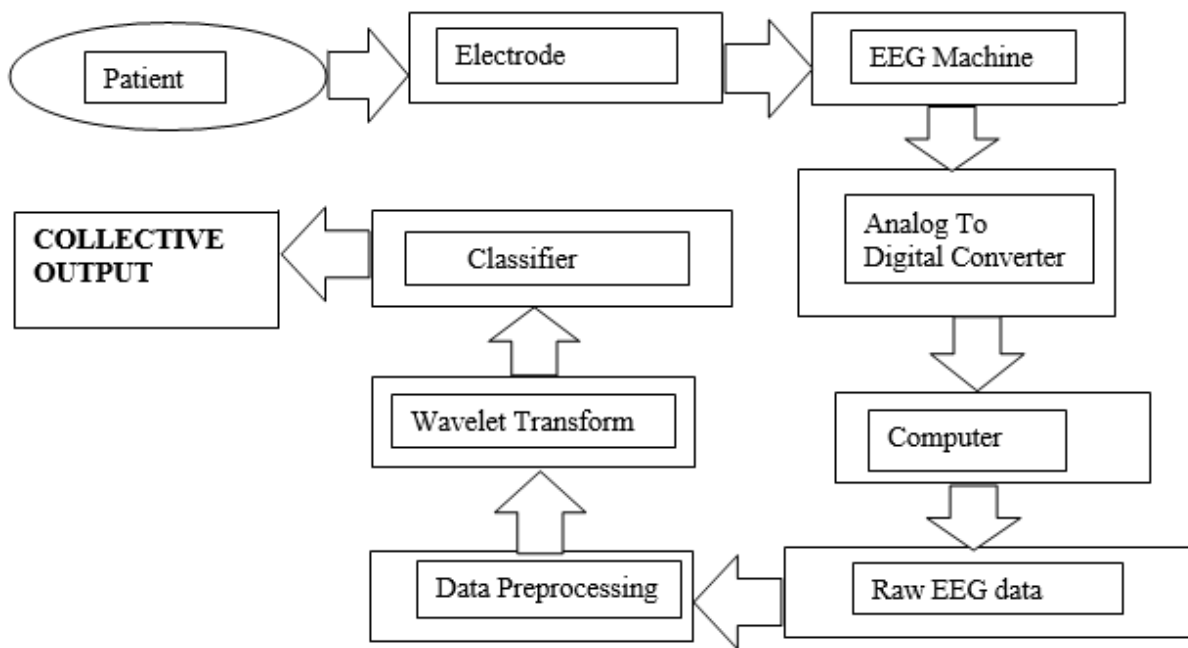 Patient
Electrode
EEG Machine
Analog To
Digital Converter
Computer
Raw EEG data
Data Preprocessing
Wavelet Transform
Classifier
COLLECTIVE
OUTPUT